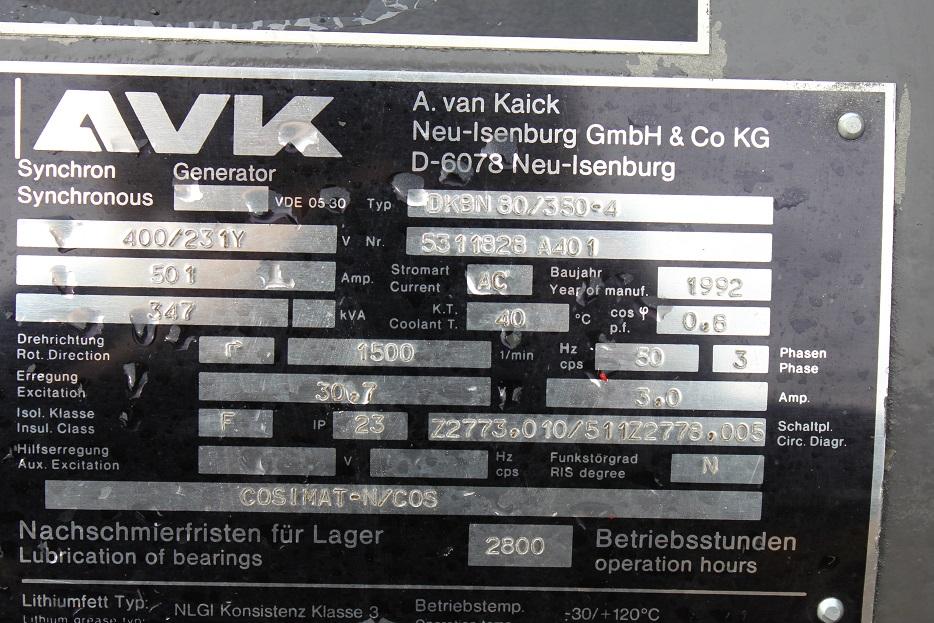 AVK
A. van Kaick
Neu-Isenburg GmbH & Co KG
D-6078 Neu-Isenburg
Synchron Generator
Synchronous VDE 0530 Typ DKBN 80/350-4
400/231Y V Nr. 5311828 A401
501 Amp. Stromart Current AC Baujahr Year of manuf. 1992
347 kVA K.T. Coolant T. 40 °C cos φ p.f. 0,8
Drehrichtung Rot. Direction 1500 1/min Hz cps 50 3 Phasen Phase
Erregung Excitation 30,7 V 3,0 Amp.
Isol. Klasse Insul. Class F IP 23 Z2773,010/511Z2778,005 Schaltpl. Circ. Diagr.
Hilfserregung Aux. Excitation V Hz cps Funkstörgrad RIS degree N
COSIMAT-N/COS
Nachschmierfristen für Lager 2800 Betriebsstunden
Lubrication of bearings operation hours
Lithiumfett Typ: NLGI Konsistenz Klasse 3 Betriebstemp. -30/+120°C
Lithium grease typ: